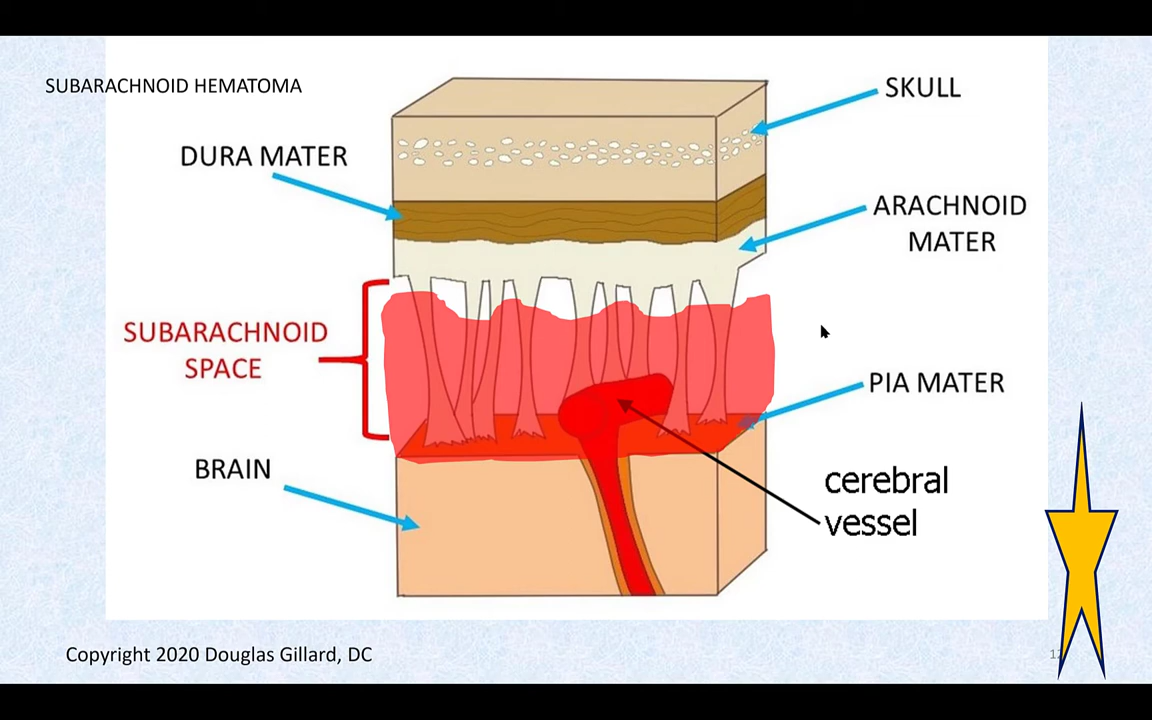 SUBARACHNOID HEMATOMA
SKULL
DURA MATER
ARACHNOID
MATER
SUBARACHNOID
SPACE
PIA MATER
BRAIN
cerebral
vessel
Copyright 2020 Douglas Gillard, DC